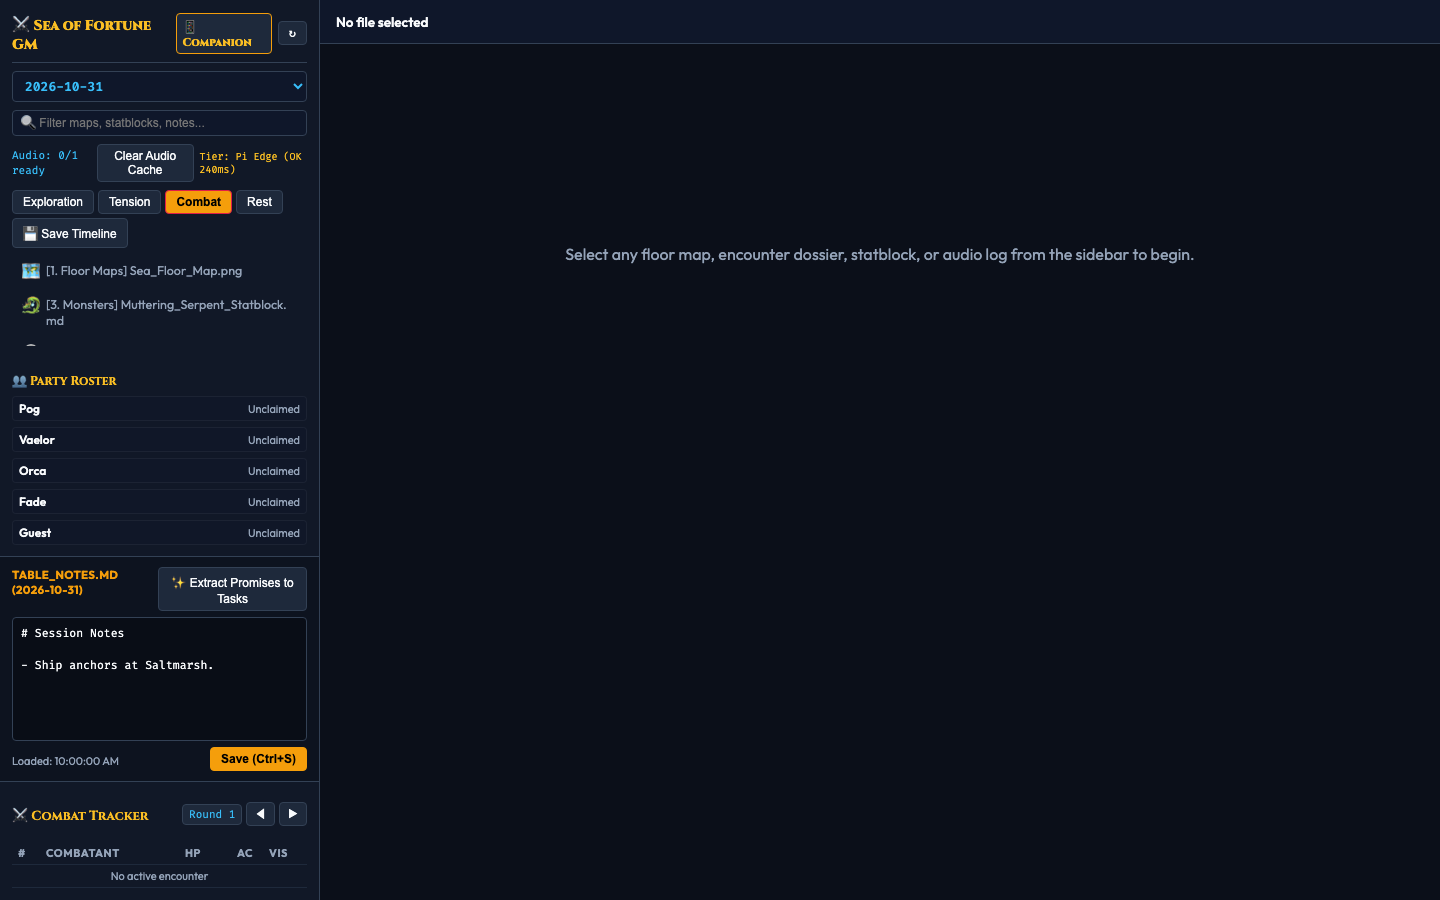 Sea of Fortune
GM
Companion
No file selected
2026-10-31
Filter maps, statblocks, notes...
Audio: 0/1
ready
Clear Audio
Cache
Tier: Pi Edge (OK
240ms)
Exploration
Tension
Combat
Rest
Save Timeline
[1. Floor Maps] Sea_Floor_Map.png
[3. Monsters] Muttering_Serpent_Statblock.
md
Select any floor map, encounter dossier, statblock, or audio log from the sidebar to begin.
Party Roster
Pog Unclaimed
Vaelor Unclaimed
Orca Unclaimed
Fade Unclaimed
Guest Unclaimed
TABLE_NOTES.MD
(2026-10-31)
Extract Promises to
Tasks
# Session Notes
- Ship anchors at Saltmarsh.
Loaded: 10:00:00 AM
Save (Ctrl+S)
Combat Tracker
Round 1
# COMBATANT HP AC VIS
No active encounter